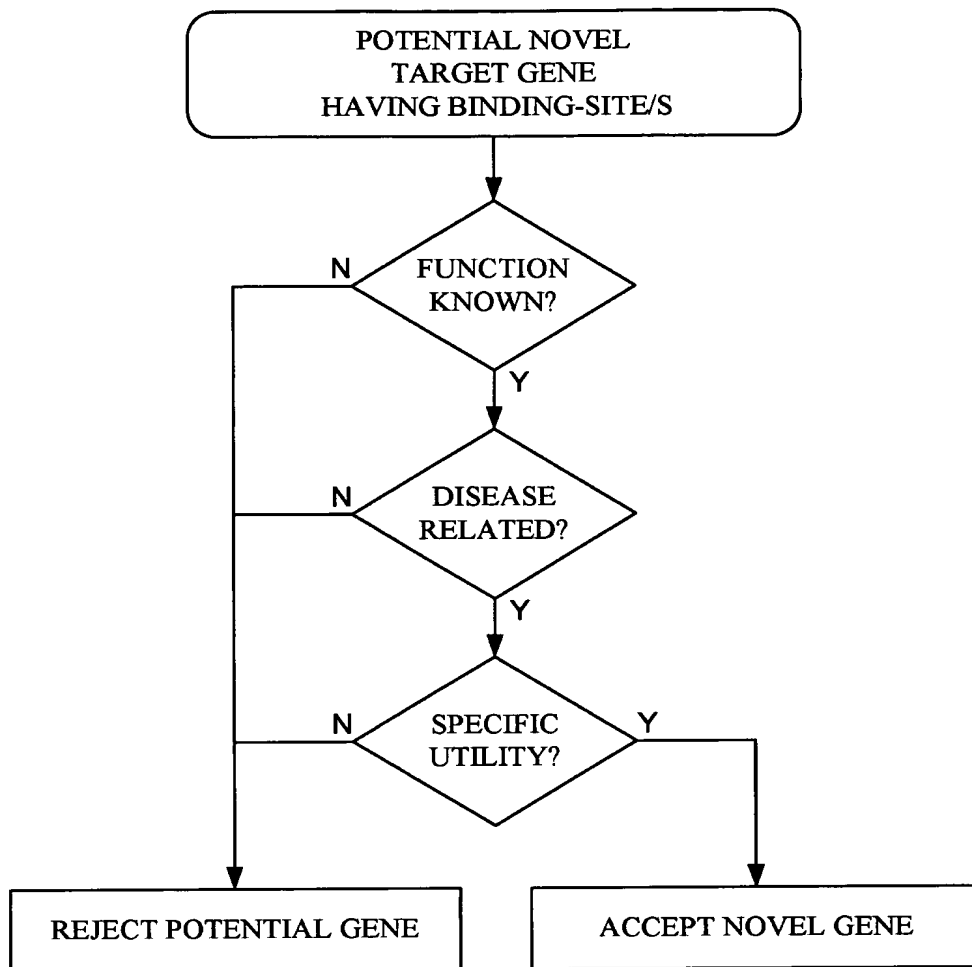 POTENTIAL NOVEL
TARGET GENE
HAVING BINDING-SITE/S
N
FUNCTION
KNOWN?
Y
N
DISEASE
RELATED?
Y
N
SPECIFIC
UTILITY?
Y
REJECT POTENTIAL GENE
ACCEPT NOVEL GENE